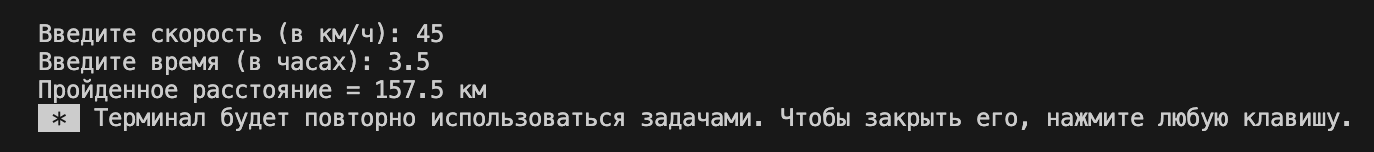 Введите скорость (в км/ч): 45
Введите время (в часах): 3.5
Пройденное расстояние = 157.5 км
* Терминал будет повторно использоваться задачами. Чтобы закрыть его, нажмите любую клавишу.